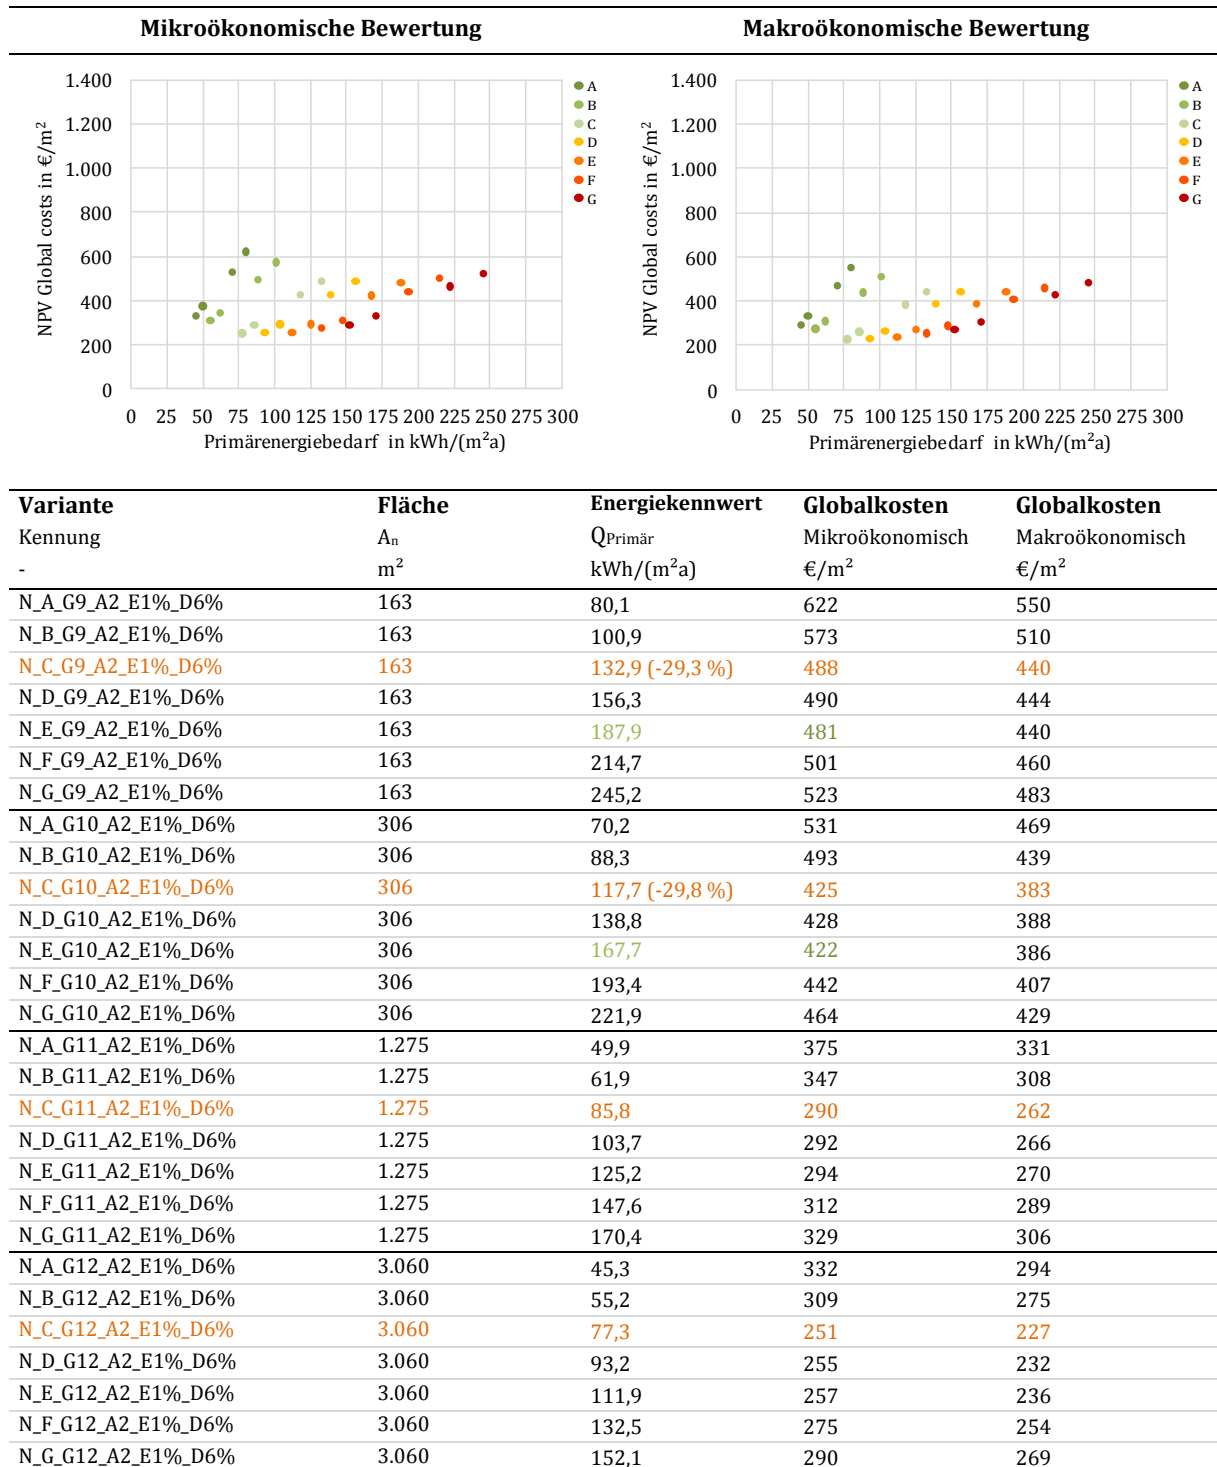 Mikroökonomische Bewertung Makroökonomische Bewertung
1.400
1.200
1.000
800
600
400
200
0
NPV Global costs in €/m²
0 25 50 75 100 125 150 175 200 225 250 275 300
Primärenergiebedarf in kWh/(m²a)
A
B
C
D
E
F
G
1.400
1.200
1.000
800
600
400
200
0
NPV Global costs in €/m²
0 25 50 75 100 125 150 175 200 225 250 275 300
Primärenergiebedarf in kWh/(m²a)
A
B
C
D
E
F
G
Variante Fläche Energiekennwert Globalkosten Globalkosten
Kennung An QPrimär Mikroökonomisch Makroökonomisch
- m² kWh/(m²a) €/m² €/m²
N_A_G9_A2_E1%_D6% 163 80,1 622 550
N_B_G9_A2_E1%_D6% 163 100,9 573 510
N_C_G9_A2_E1%_D6% 163 132,9 (-29,3 %) 488 440
N_D_G9_A2_E1%_D6% 163 156,3 490 444
N_E_G9_A2_E1%_D6% 163 187,9 481 440
N_F_G9_A2_E1%_D6% 163 214,7 501 460
N_G_G9_A2_E1%_D6% 163 245,2 523 483
N_A_G10_A2_E1%_D6% 306 70,2 531 469
N_B_G10_A2_E1%_D6% 306 88,3 493 439
N_C_G10_A2_E1%_D6% 306 117,7 (-29,8 %) 425 383
N_D_G10_A2_E1%_D6% 306 138,8 428 388
N_E_G10_A2_E1%_D6% 306 167,7 422 386
N_F_G10_A2_E1%_D6% 306 193,4 442 407
N_G_G10_A2_E1%_D6% 306 221,9 464 429
N_A_G11_A2_E1%_D6% 1.275 49,9 375 331
N_B_G11_A2_E1%_D6% 1.275 61,9 347 308
N_C_G11_A2_E1%_D6% 1.275 85,8 290 262
N_D_G11_A2_E1%_D6% 1.275 103,7 292 266
N_E_G11_A2_E1%_D6% 1.275 125,2 294 270
N_F_G11_A2_E1%_D6% 1.275 147,6 312 289
N_G_G11_A2_E1%_D6% 1.275 170,4 329 306
N_A_G12_A2_E1%_D6% 3.060 45,3 332 294
N_B_G12_A2_E1%_D6% 3.060 55,2 309 275
N_C_G12_A2_E1%_D6% 3.060 77,3 251 227
N_D_G12_A2_E1%_D6% 3.060 93,2 255 232
N_E_G12_A2_E1%_D6% 3.060 111,9 257 236
N_F_G12_A2_E1%_D6% 3.060 132,5 275 254
N_G_G12_A2_E1%_D6% 3.060 152,1 290 269